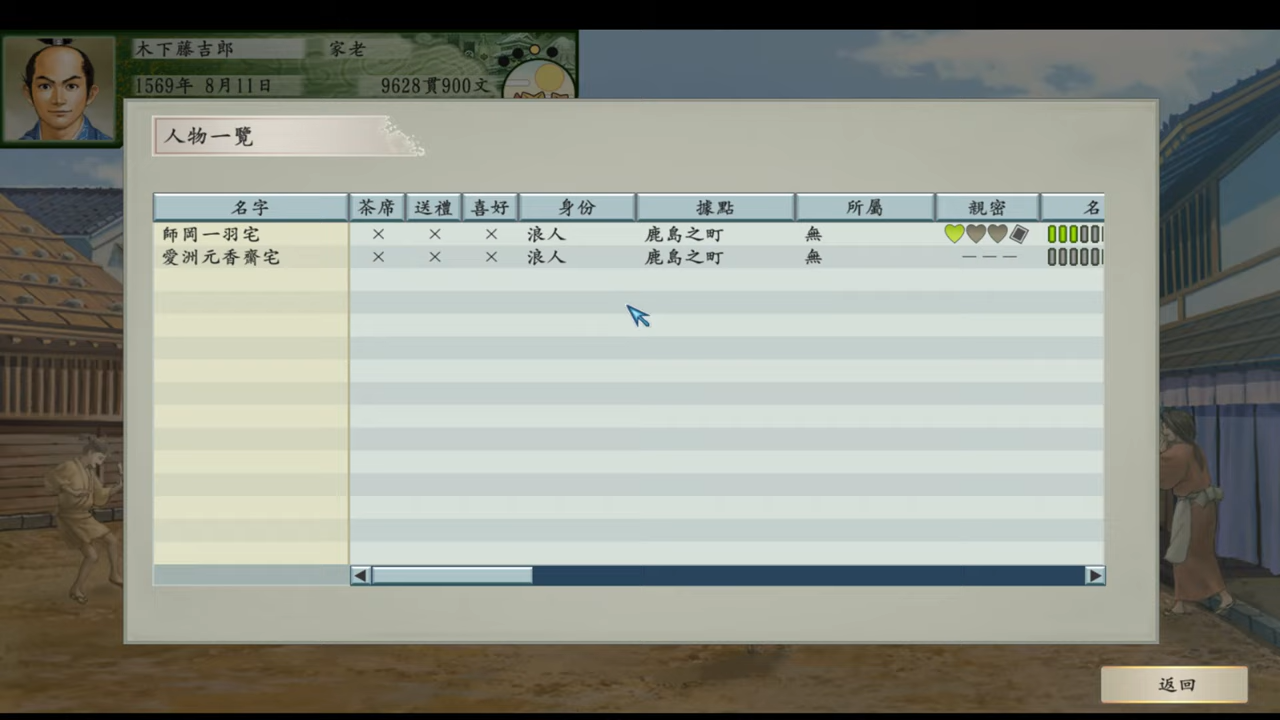 木下藤吉郎 家老
1569年 8月11日 9628貫900文
人物一覽
名字 茶席 送禮 喜好 身份 據點 所屬 親密 名
師岡一羽宅 × × × 浪人 鹿島之町 無
愛洲元香齋宅 × × × 浪人 鹿島之町 無 ———
返回